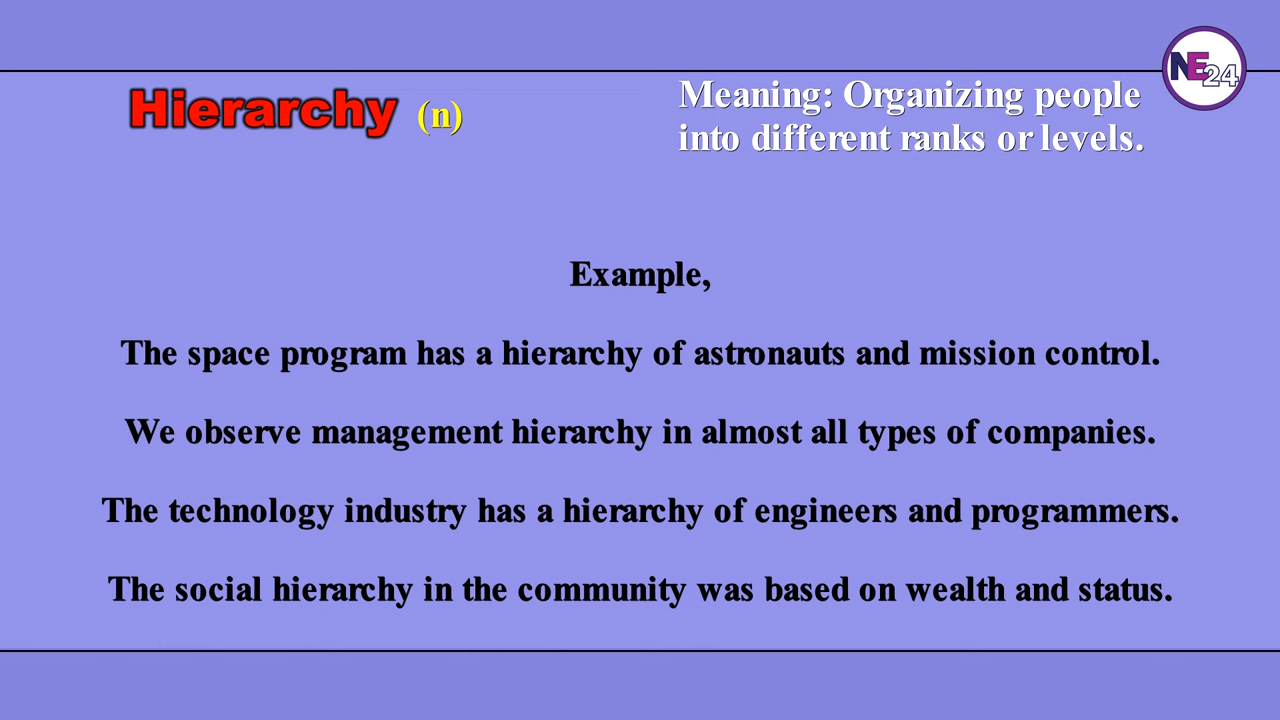 NE24
Hierarchy (n)
Meaning: Organizing people
into different ranks or levels.
Example,
The space program has a hierarchy of astronauts and mission control.
We observe management hierarchy in almost all types of companies.
The technology industry has a hierarchy of engineers and programmers.
The social hierarchy in the community was based on wealth and status.